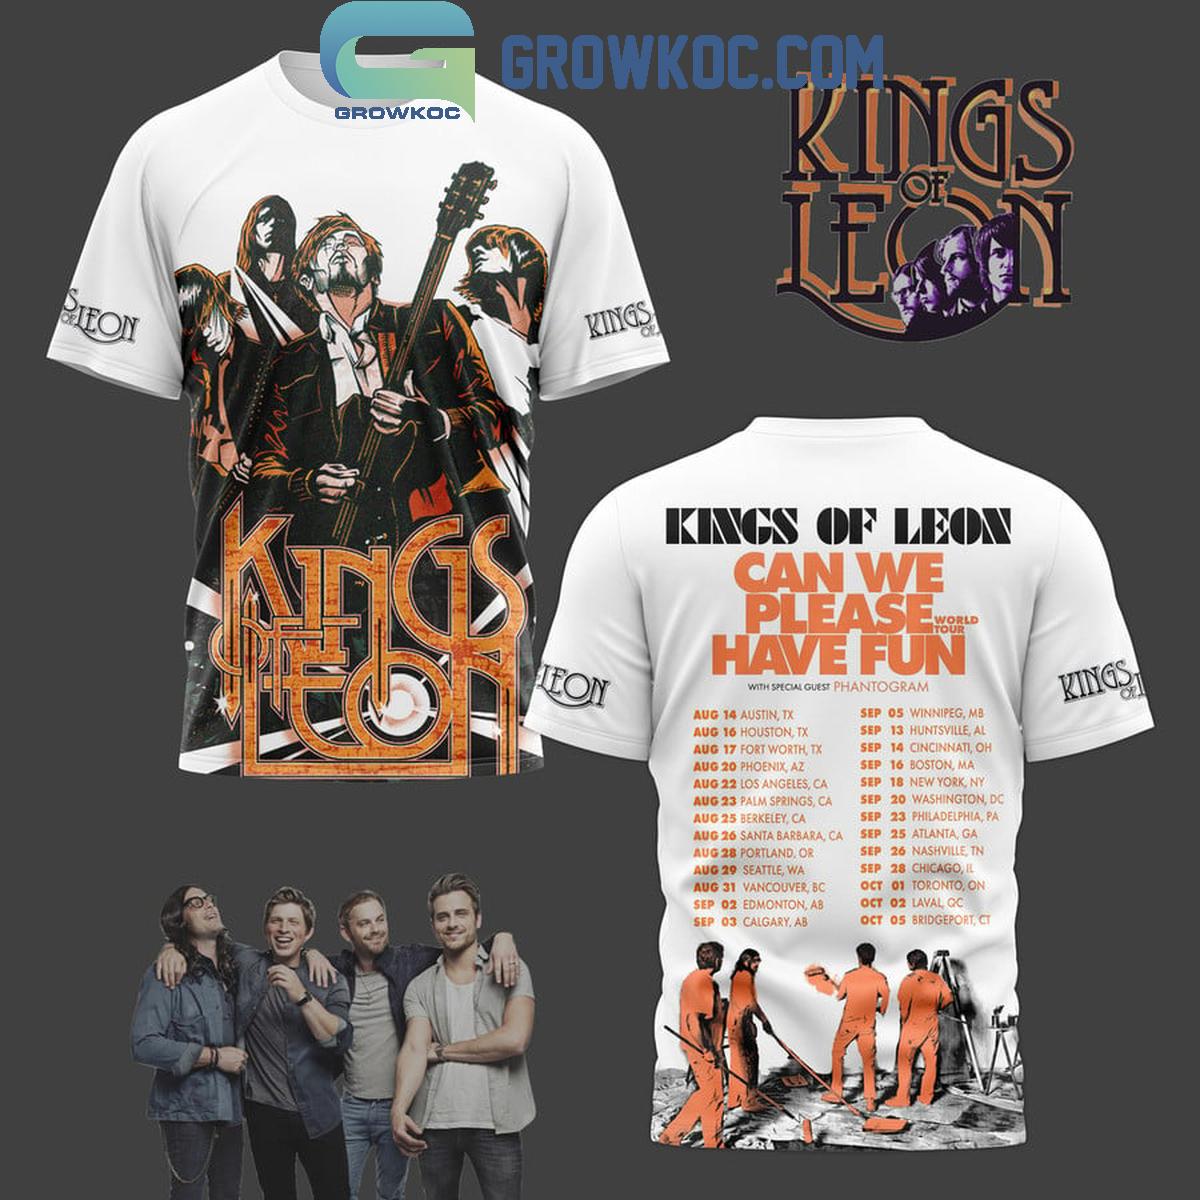 GROWKOC
GROWKOC.COM
KINGS
OF
LEON
OF LEON
KINGS
OF
KINGS
OF
LEON
KINGS OF LEON
CAN WE
PLEASE
WORLD
TOUR
HAVE FUN
WITH SPECIAL GUEST PHANTOGRAM
AUG 14 AUSTIN, TX
AUG 16 HOUSTON, TX
AUG 17 FORT WORTH, TX
AUG 20 PHOENIX, AZ
AUG 22 LOS ANGELES, CA
AUG 23 PALM SPRINGS, CA
AUG 25 BERKELEY, CA
AUG 26 SANTA BARBARA, CA
AUG 28 PORTLAND, OR
AUG 29 SEATTLE, WA
AUG 31 VANCOUVER, BC
SEP 02 EDMONTON, AB
SEP 03 CALGARY, AB
SEP 05 WINNIPEG, MB
SEP 13 HUNTSVILLE, AL
SEP 14 CINCINNATI, OH
SEP 16 BOSTON, MA
SEP 18 NEW YORK, NY
SEP 20 WASHINGTON, DC
SEP 23 PHILADELPHIA, PA
SEP 25 ATLANTA, GA
SEP 26 NASHVILLE, TN
SEP 28 CHICAGO, IL
OCT 01 TORONTO, ON
OCT 02 LAVAL, QC
OCT 05 BRIDGEPORT, CT
LEON
KINGS
OF